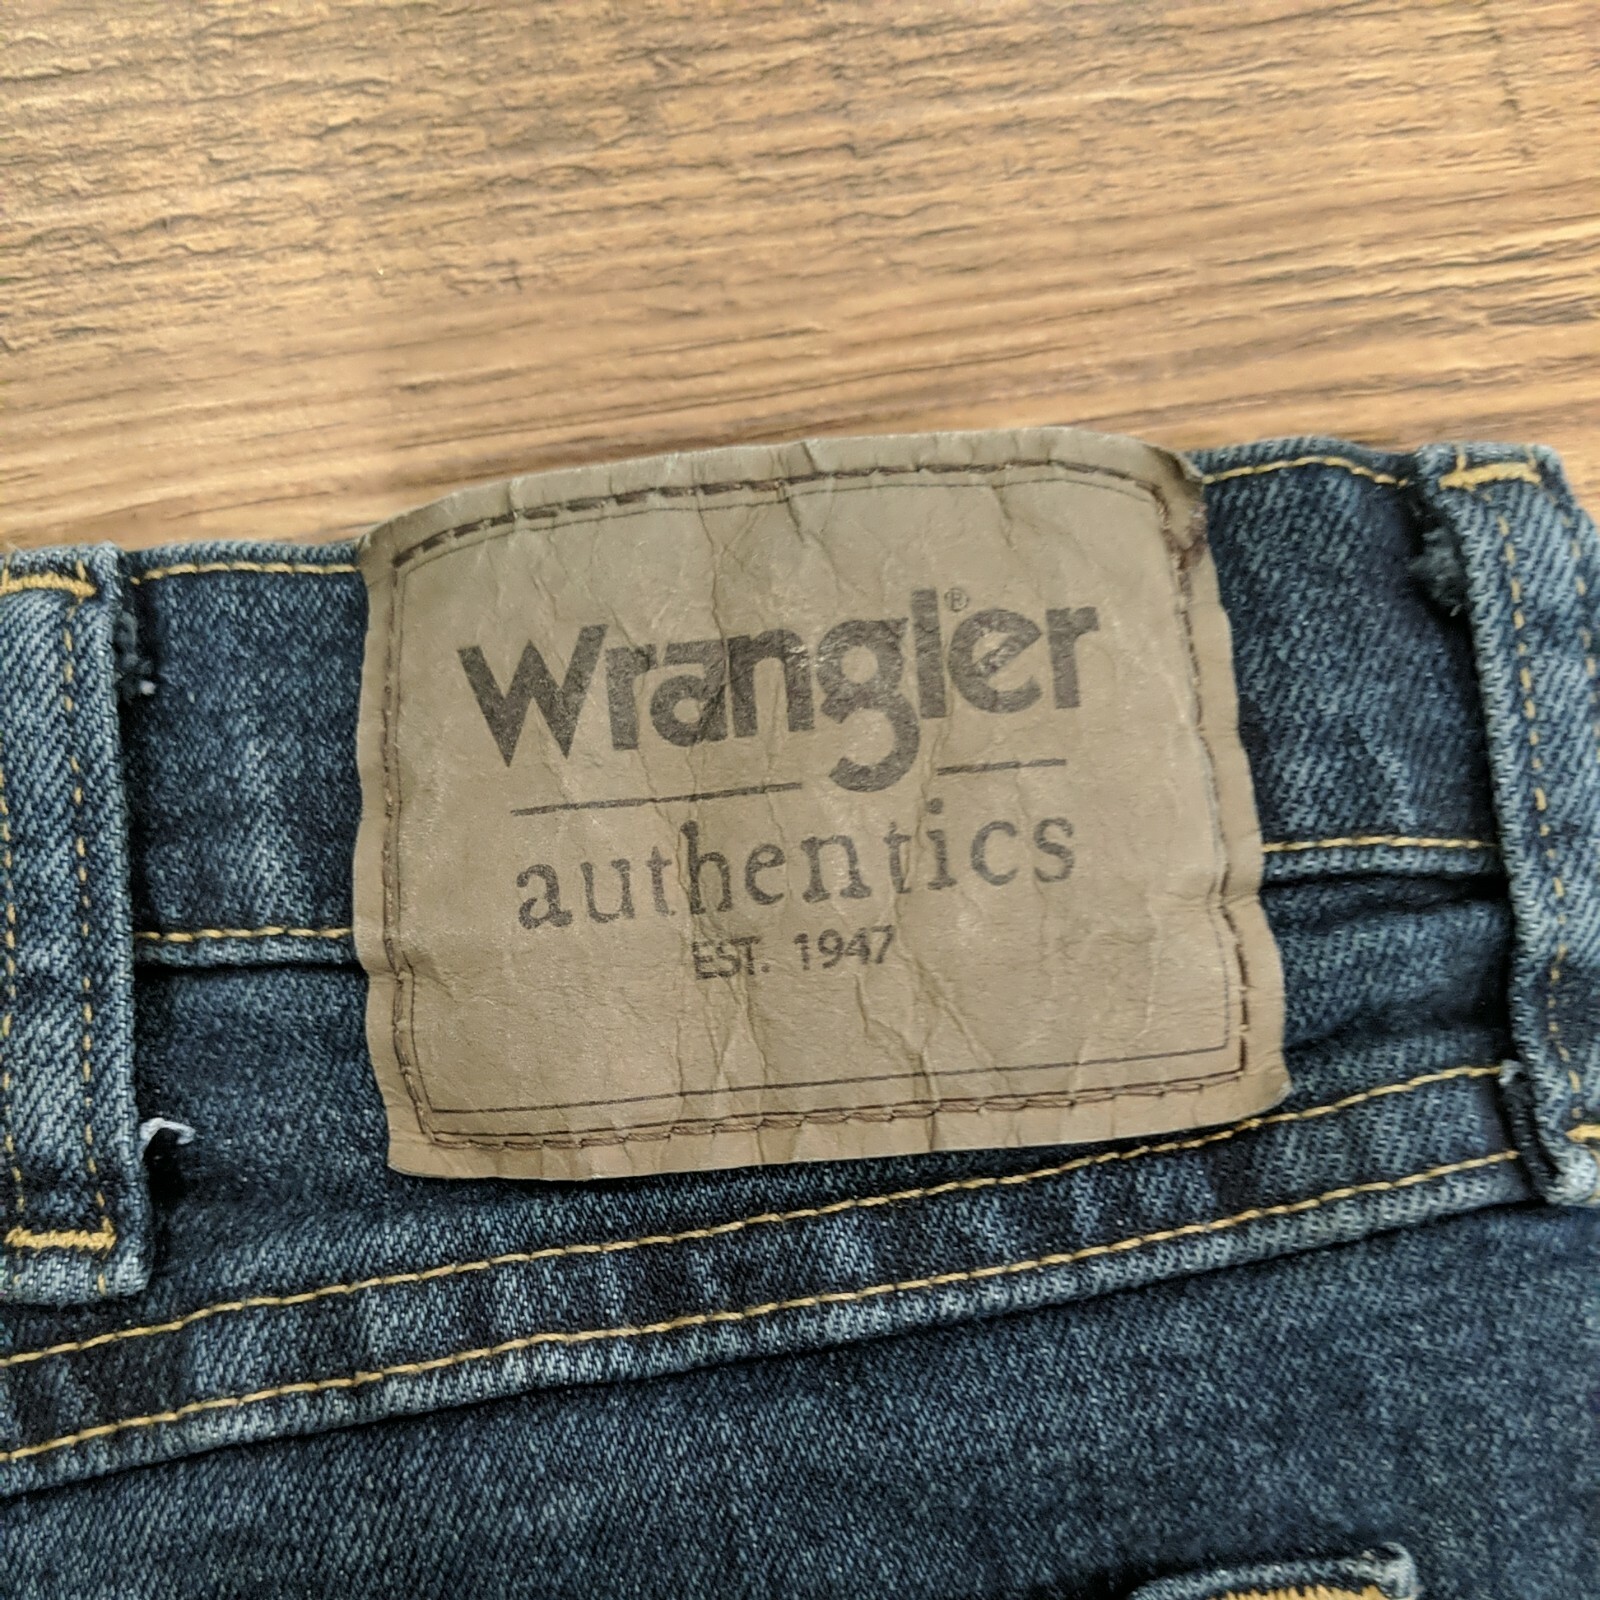 Wrangler®
authentics
EST. 1947